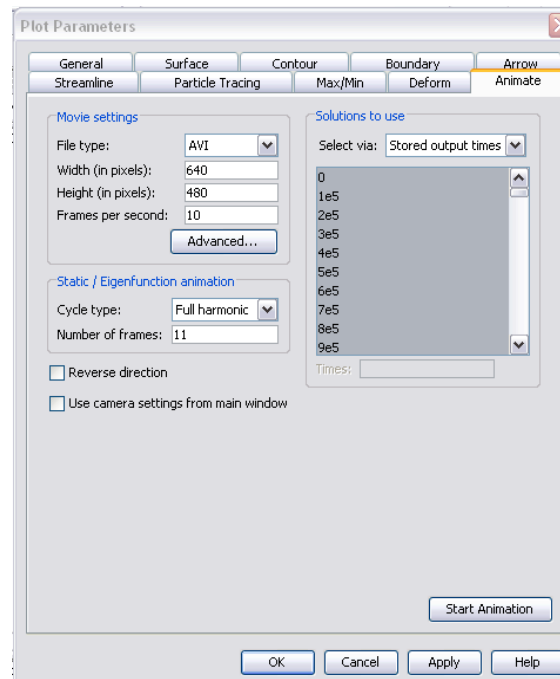 Plot Parameters
General Surface Contour Boundary Arrow
Streamline Particle Tracing Max/Min Deform Animate
Movie settings
File type: AVI
Width (in pixels): 640
Height (in pixels): 480
Frames per second: 10
Advanced...
Static / Eigenfunction animation
Cycle type: Full harmonic
Number of frames: 11
Reverse direction
Use camera settings from main window
Solutions to use
Select via: Stored output times
0
1e5
2e5
3e5
4e5
5e5
6e5
7e5
8e5
9e5
Times:
Start Animation
OK Cancel Apply Help